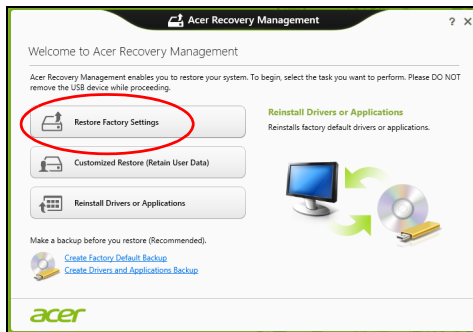 Acer Recovery Management
? X
Welcome to Acer Recovery Management
Acer Recovery Management enables you to restore your system. To begin, select the task you want to perform. Please DO NOT
remove the USB device while proceeding.
Restore Factory Settings
Customized Restore (Retain User Data)
Reinstall Drivers or Applications
Reinstall Drivers or Applications
Reinstalls factory default drivers or applications.
Make a backup before you restore (Recommended).
Create Factory Default Backup
Create Drivers and Applications Backup
acer